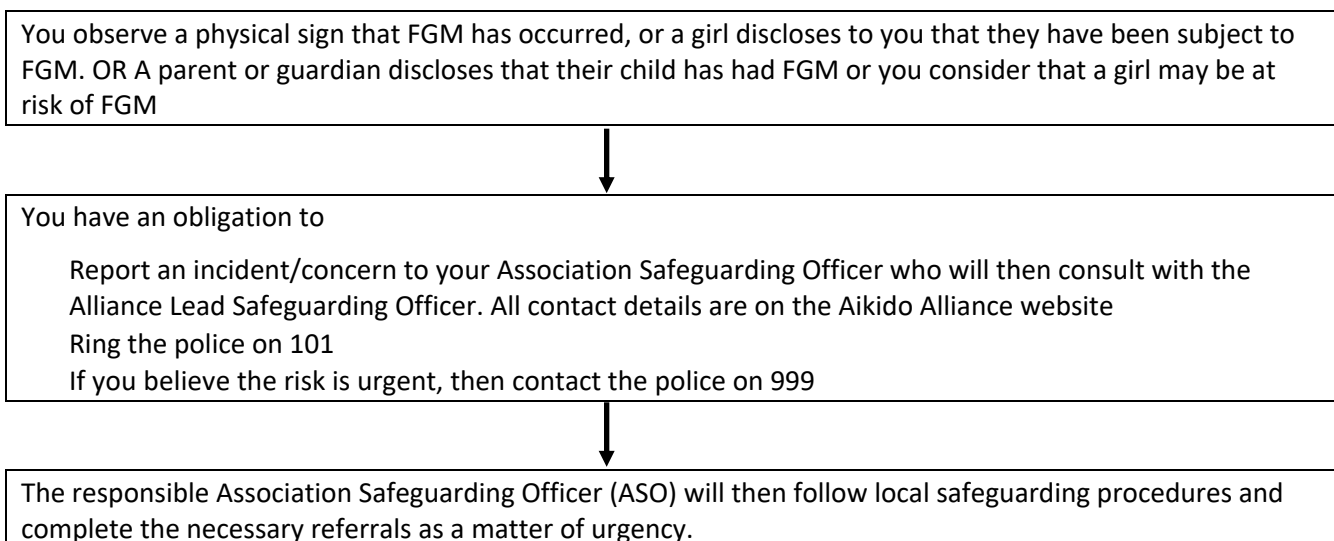 You observe a physical sign that FGM has occurred, or a girl discloses to you that they have been subject to
FGM. OR A parent or guardian discloses that their child has had FGM or you consider that a girl may be at
risk of FGM
You have an obligation to
Report an incident/concern to your Association Safeguarding Officer who will then consult with the
Alliance Lead Safeguarding Officer. All contact details are on the Aikido Alliance website
Ring the police on 101
If you believe the risk is urgent, then contact the police on 999
The responsible Association Safeguarding Officer (ASO) will then follow local safeguarding procedures and
complete the necessary referrals as a matter of urgency.